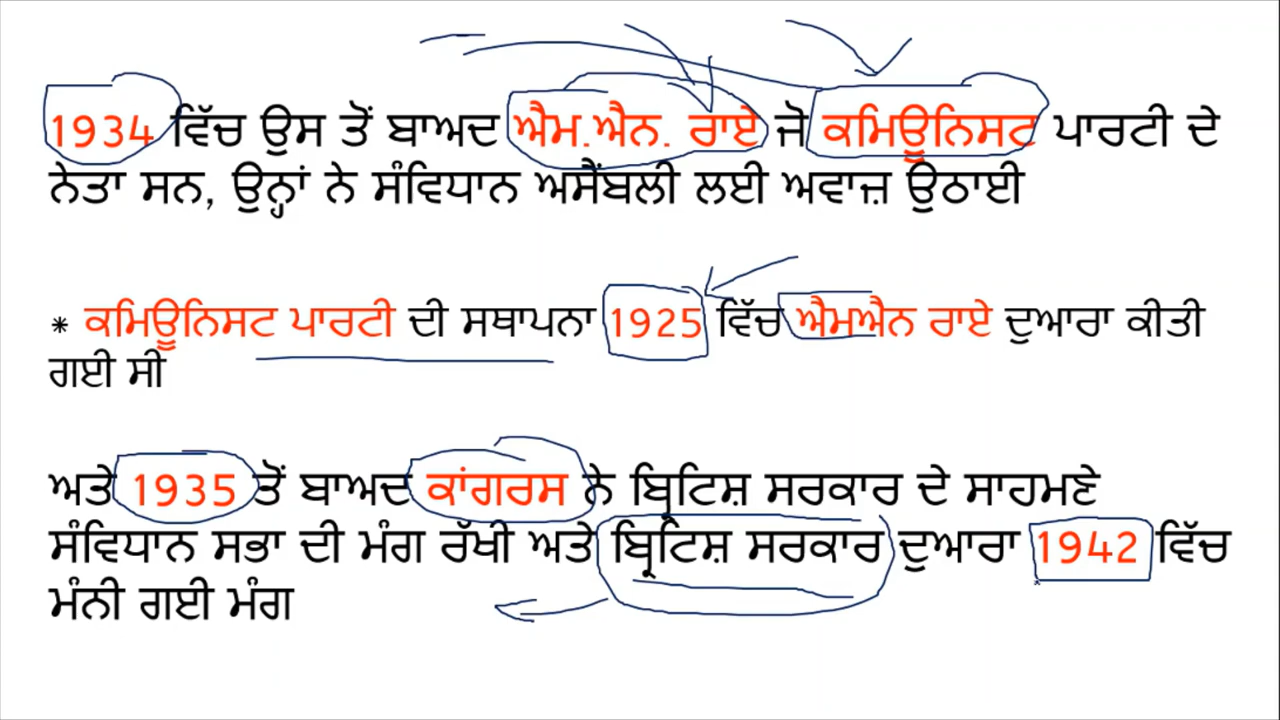 1934 ਵਿੱਚ ਉਸ ਤੋਂ ਬਾਅਦ ਐਮ.ਐਨ. ਰਾਏ ਜੋ ਕਮਿਊਨਿਸਟ ਪਾਰਟੀ ਦੇ
ਨੇਤਾ ਸਨ, ਉਨ੍ਹਾਂ ਨੇ ਸੰਵਿਧਾਨ ਅਸੈਂਬਲੀ ਲਈ ਅਵਾਜ਼ ਉਠਾਈ
* ਕਮਿਊਨਿਸਟ ਪਾਰਟੀ ਦੀ ਸਥਾਪਨਾ 1925 ਵਿੱਚ ਐਮਐਨ ਰਾਏ ਦੁਆਰਾ ਕੀਤੀ
ਗਈ ਸੀ
ਅਤੇ 1935 ਤੋਂ ਬਾਅਦ ਕਾਂਗਰਸ ਨੇ ਬ੍ਰਿਟਿਸ਼ ਸਰਕਾਰ ਦੇ ਸਾਹਮਣੇ
ਸੰਵਿਧਾਨ ਸਭਾ ਦੀ ਮੰਗ ਰੱਖੀ ਅਤੇ ਬ੍ਰਿਟਿਸ਼ ਸਰਕਾਰ ਦੁਆਰਾ 1942 ਵਿੱਚ
ਮੰਨੀ ਗਈ ਮੰਗ